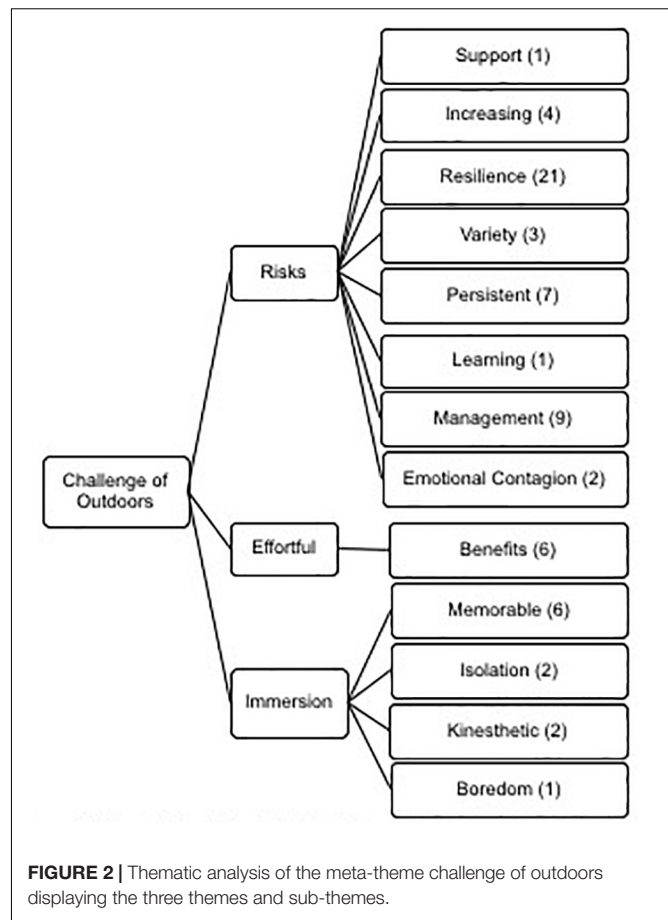 Support (1)
Increasing (4)
Resilience (21)
Variety (3)
Risks
Persistent (7)
Learning (1)
Management (9)
Emotional Contagion (2)
Challenge of
Outdoors
Effortful
Benefits (6)
Memorable (6)
Isolation (2)
Immersion
Kinesthetic (2)
Boredom (1)
FIGURE 2 | Thematic analysis of the meta-theme challenge of outdoors
displaying the three themes and sub-themes.